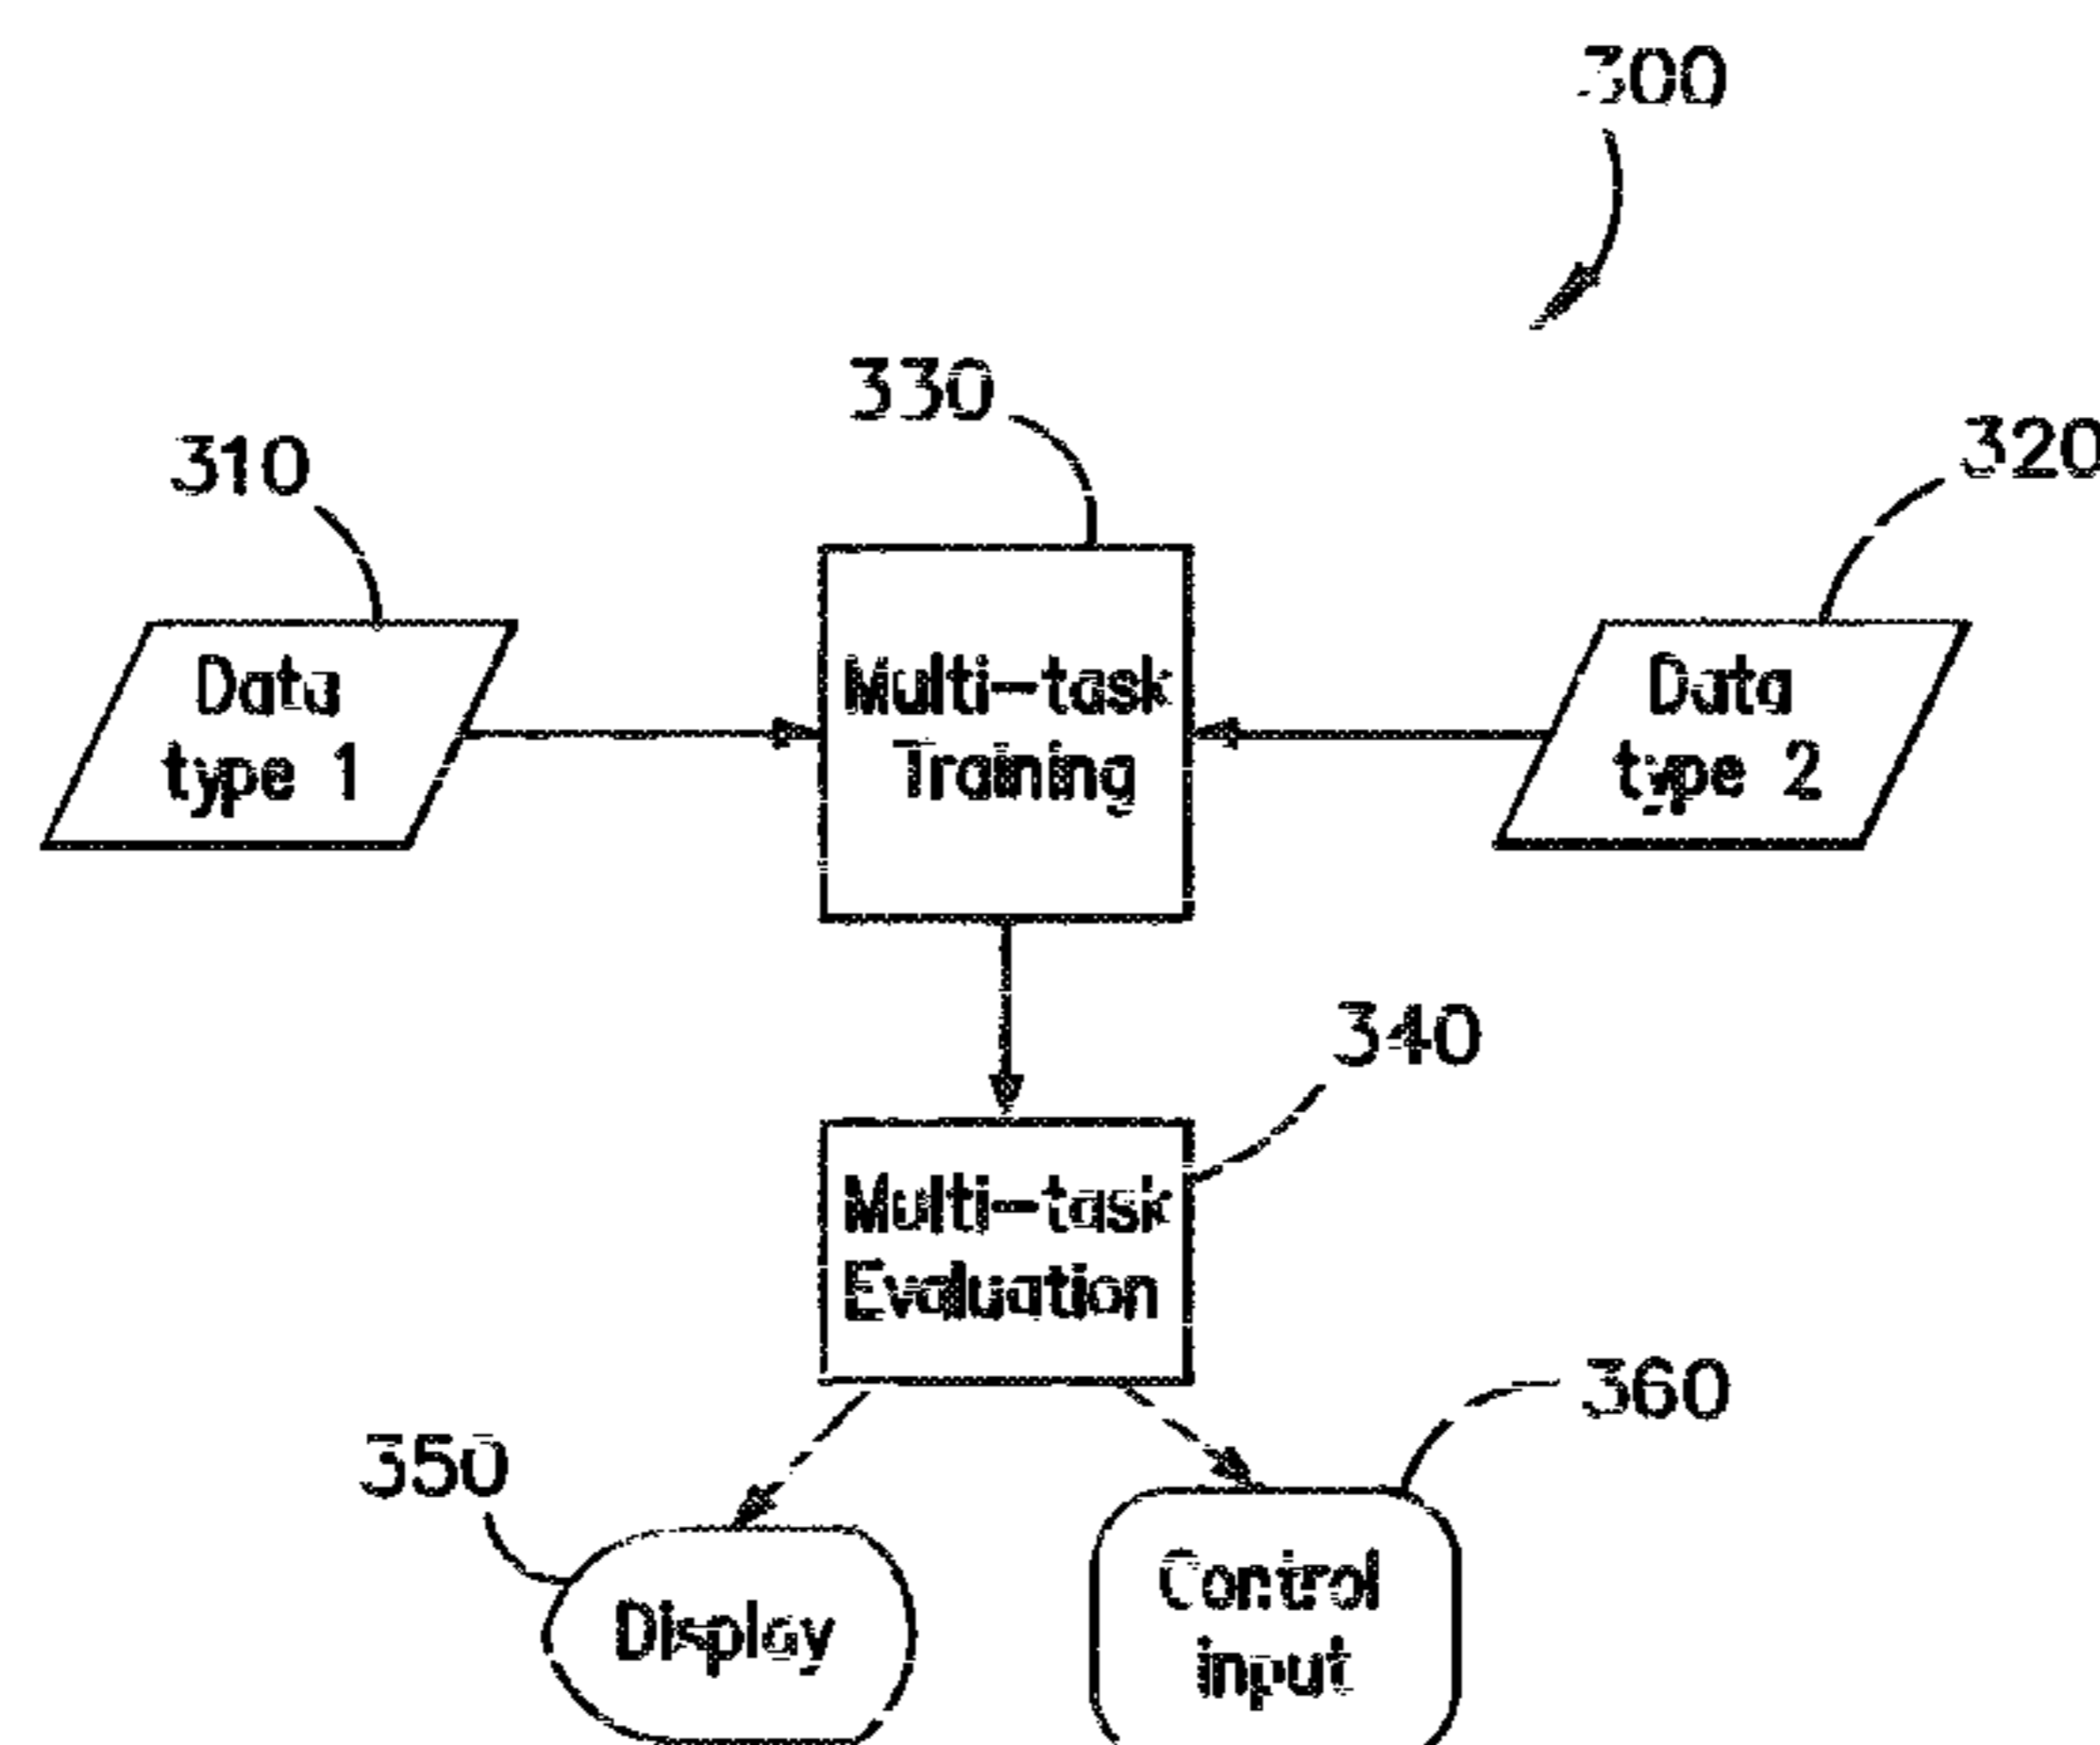 300
330
310
320
Data
type 1
Multi-task
Training
Data
type 2
340
Multi-task
Evaluation
360
350
Display
Control
input